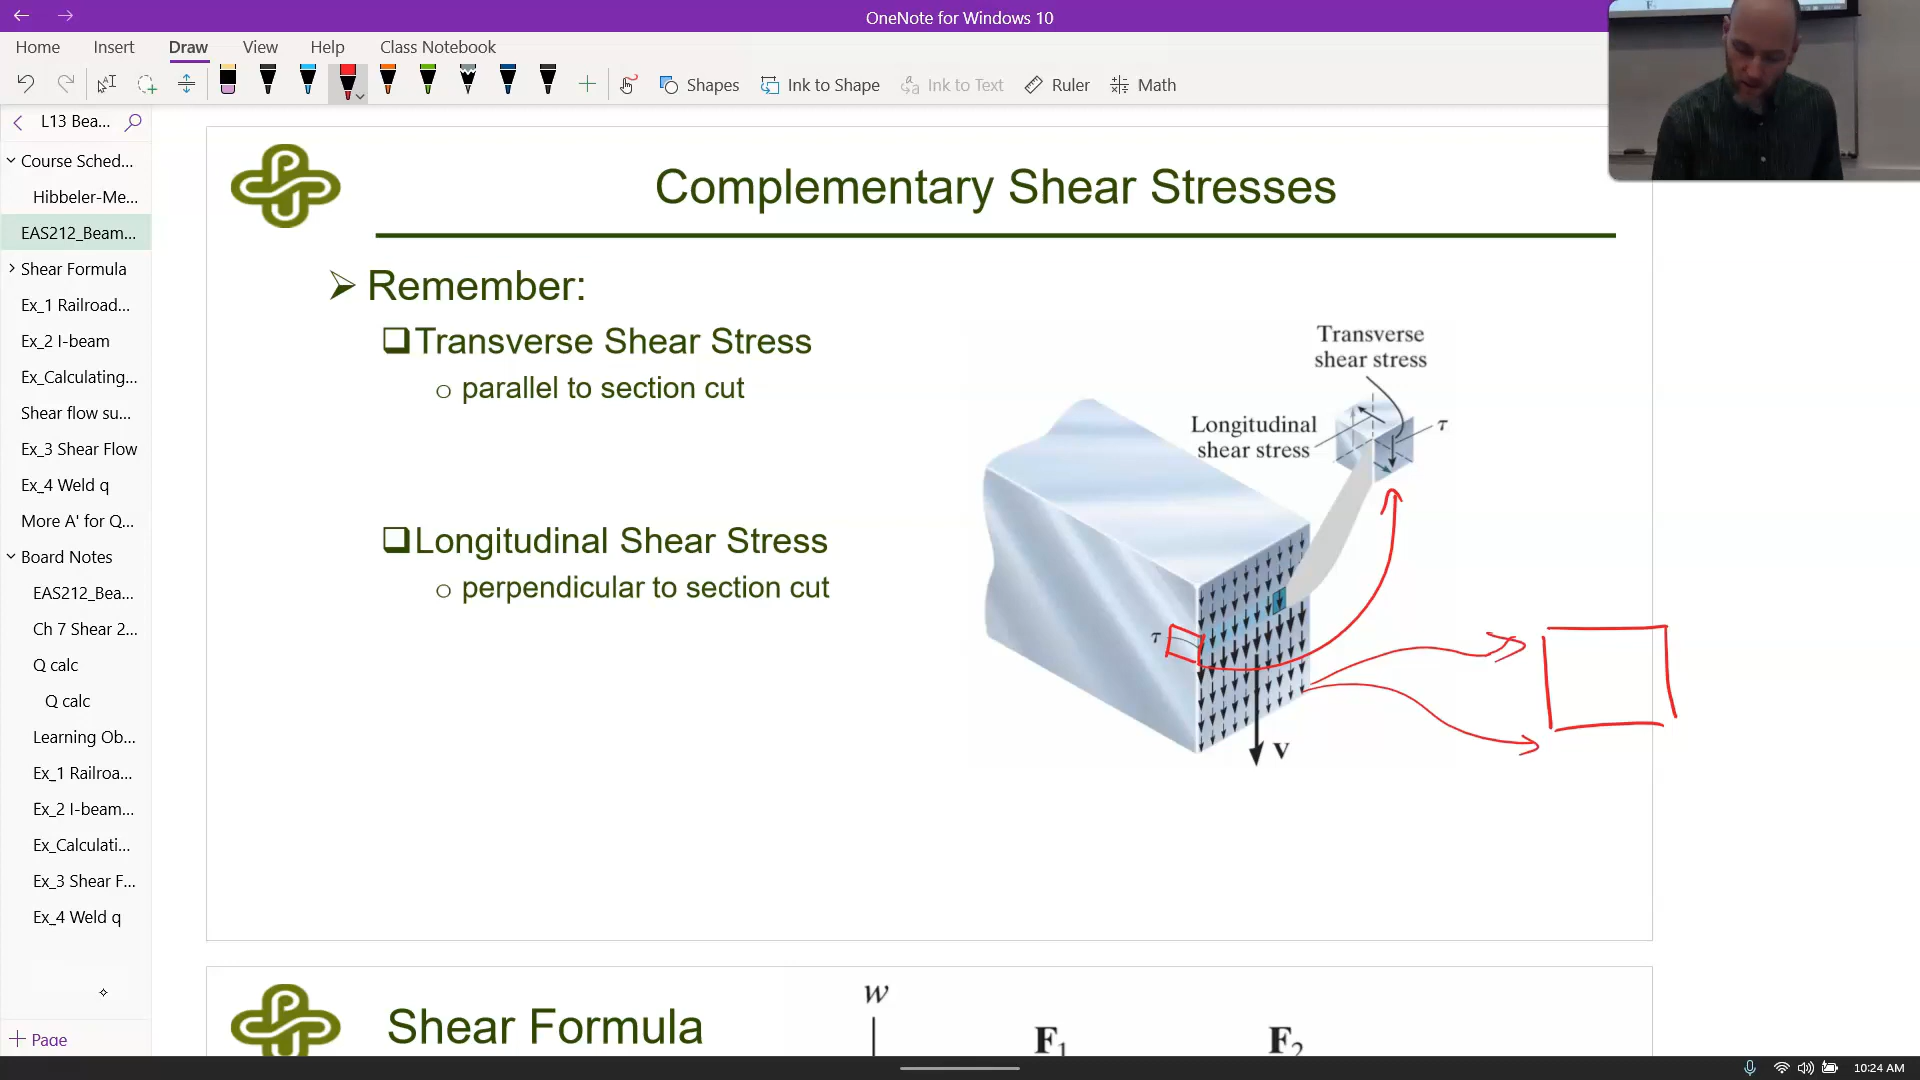 OneNote for Windows 10
Home Insert Draw View Help Class Notebook
Shapes Ink to Shape Ink to Text Ruler Math
L13 Bea...
Course Sched...
Hibbeler-Me...
EAS212_Beam...
Shear Formula
Ex_1 Railroad...
Ex_2 I-beam
Ex_Calculating...
Shear flow su...
Ex_3 Shear Flow
Ex_4 Weld q
More A' for Q...
Board Notes
EAS212_Bea...
Ch 7 Shear 2...
Q calc
Q calc
Learning Ob...
Ex_1 Railroa...
Ex_2 I-beam...
Ex_Calculati...
Ex_3 Shear F...
Ex_4 Weld q
Page
Complementary Shear Stresses
Remember:
Transverse Shear Stress
parallel to section cut
Longitudinal Shear Stress
perpendicular to section cut
Transverse
shear stress
Longitudinal
shear stress
τ
τ
V
Shear Formula
w
F1
F2
10:24 AM